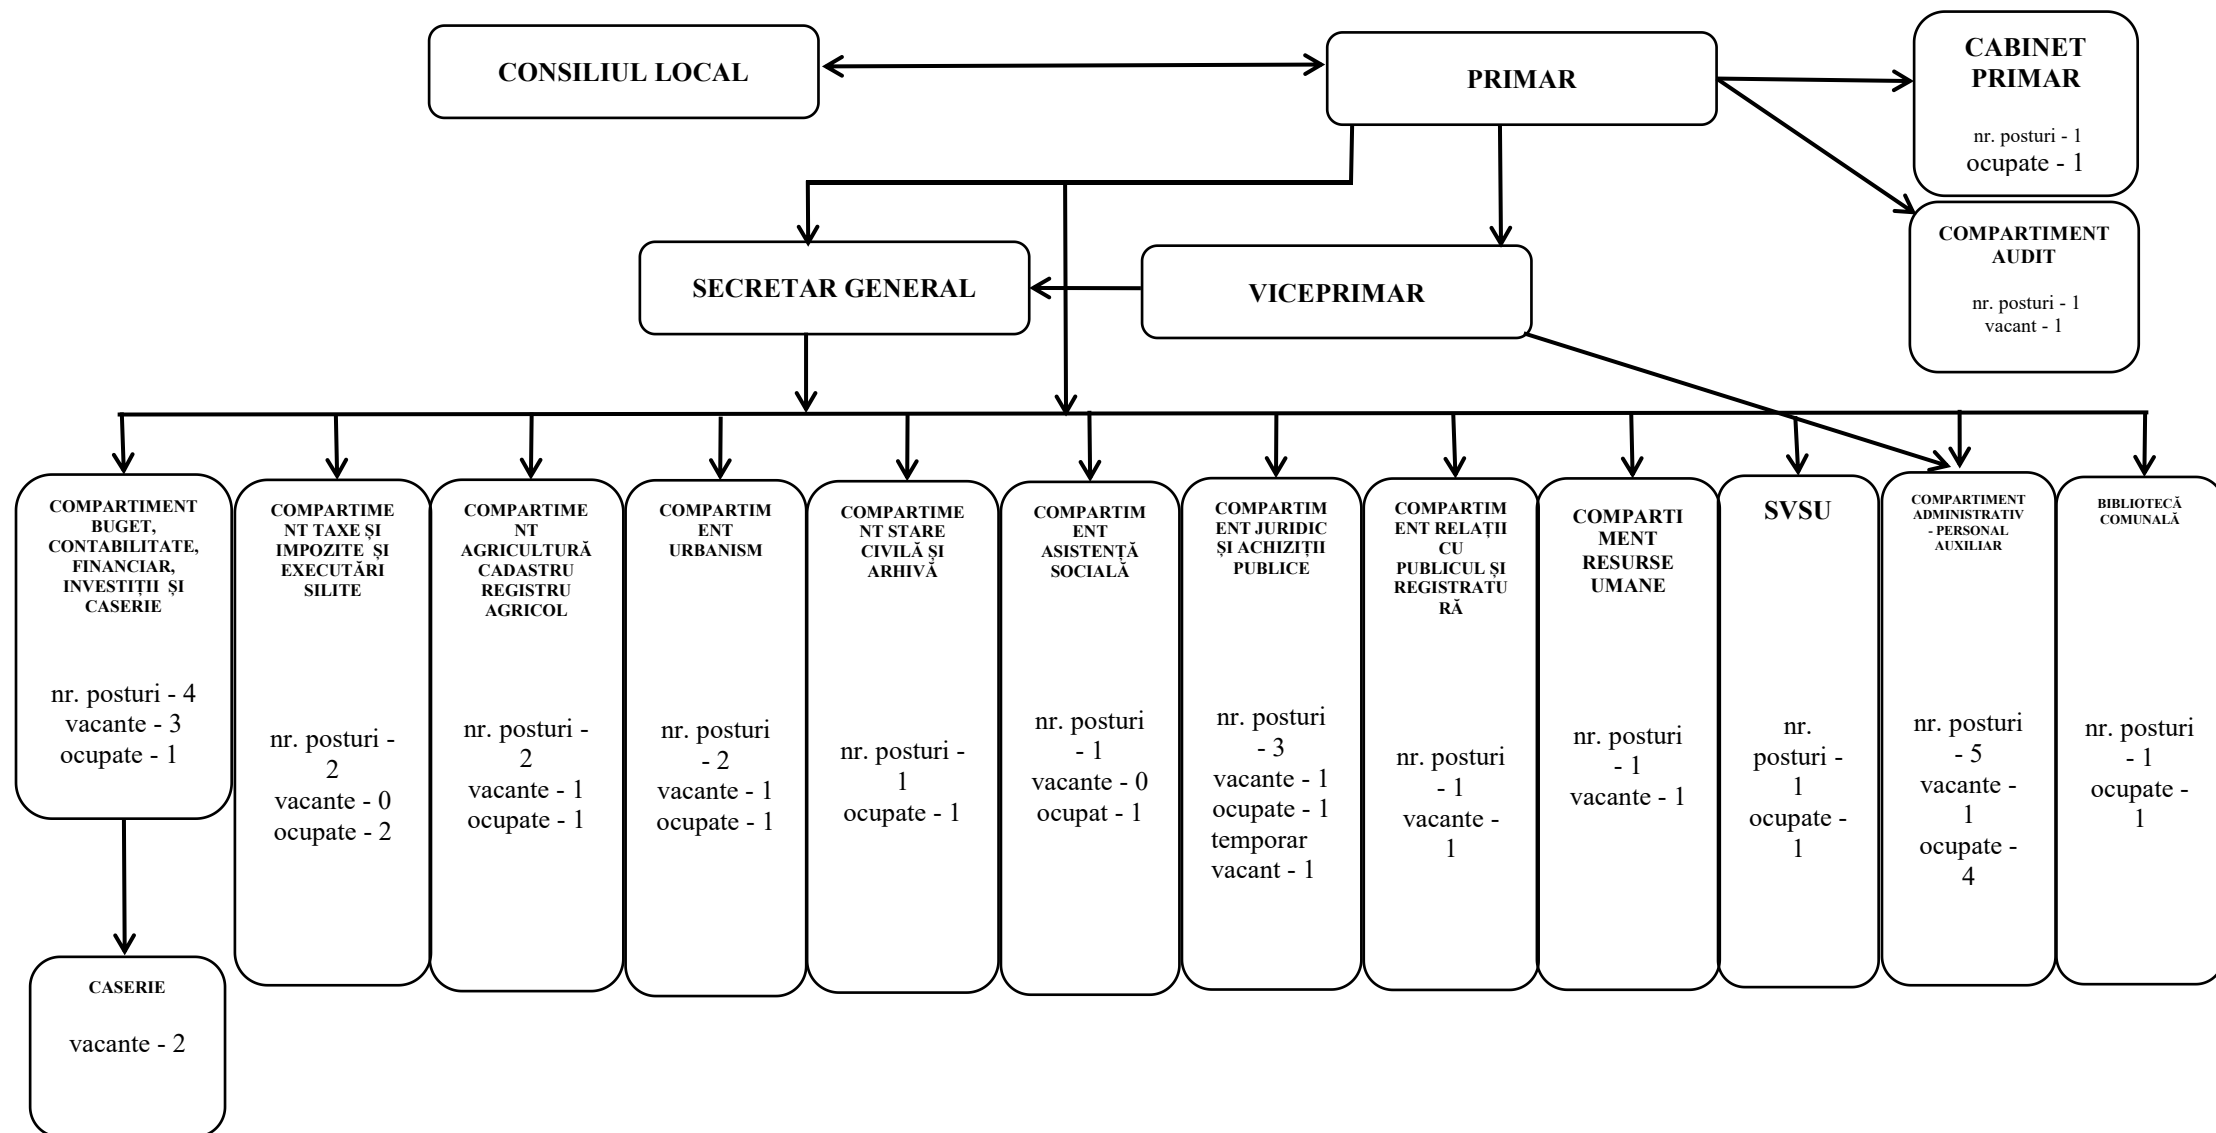 CONSILIUL LOCAL
PRIMAR
CABINET
PRIMAR
nr. posturi - 1
ocupate - 1
COMPARTIMENT
AUDIT
nr. posturi - 1
vacant - 1
SECRETAR GENERAL
VICEPRIMAR
COMPARTIMENT
BUGET,
CONTABILITATE,
FINANCIAR,
INVESTIȚII ȘI
CASERIE
nr. posturi - 4
vacante - 3
ocupate - 1
COMPARTIME
NT TAXE ȘI
IMPOZITE ȘI
EXECUTĂRI
SILITE
nr. posturi -
2
vacante - 0
ocupate - 2
COMPARTIME
NT
AGRICULTURĂ
CADASTRU
REGISTRU
AGRICOL
nr. posturi -
2
vacante - 1
ocupate - 1
COMPARTIM
ENT
URBANISM
nr. posturi
- 2
vacante - 1
ocupate - 1
COMPARTIME
NT STARE
CIVILĂ ȘI
ARHIVĂ
nr. posturi -
1
ocupate - 1
COMPARTIM
ENT
ASISTENȚĂ
SOCIALĂ
nr. posturi
- 1
vacante - 0
ocupat - 1
COMPARTIM
ENT JURIDIC
ȘI ACHIZIȚII
PUBLICE
nr. posturi
- 3
vacante - 1
ocupate - 1
temporar
vacant - 1
COMPARTIM
ENT RELAȚII
CU
PUBLICUL ȘI
REGISTRATU
RĂ
nr. posturi
- 1
vacante -
1
COMPARTI
MENT
RESURSE
UMANE
nr. posturi
- 1
vacante - 1
SVSU
nr.
posturi -
1
ocupate -
1
COMPARTIMENT
ADMINISTRATIV
- PERSONAL
AUXILIAR
nr. posturi
- 5
vacante -
1
ocupate -
4
BIBLIOTECĂ
COMUNALĂ
nr. posturi
- 1
ocupate -
1
CASERIE
vacante - 2